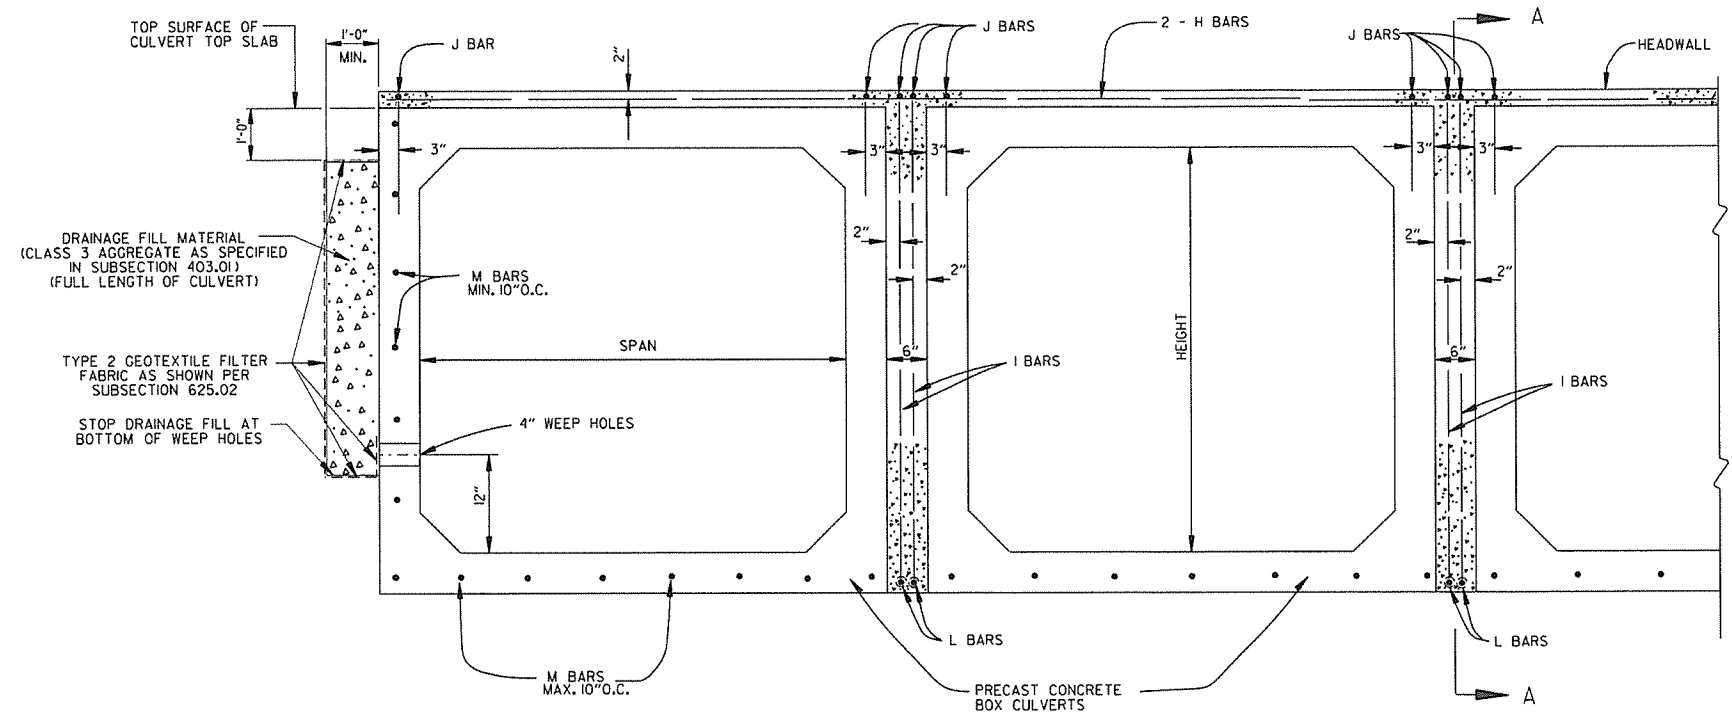 TOP SURFACE OF
CULVERT TOP SLAB
1'-0"
MIN.
J BAR
2"
J BARS
2 - H BARS
J BARS
A
HEADWALL
1'-0"
3"
3"
3"
3"
3"
DRAINAGE FILL MATERIAL
(CLASS 3 AGGREGATE AS SPECIFIED
IN SUBSECTION 403.01)
(FULL LENGTH OF CULVERT)
M BARS
MIN. 10"O.C.
2"
2"
2"
2"
SPAN
HEIGHT
6"
6"
I BARS
I BARS
TYPE 2 GEOTEXTILE FILTER
FABRIC AS SHOWN PER
SUBSECTION 625.02
STOP DRAINAGE FILL AT
BOTTOM OF WEEP HOLES
4" WEEP HOLES
12"
L BARS
L BARS
M BARS
MAX. 10"O.C.
PRECAST CONCRETE
BOX CULVERTS
A